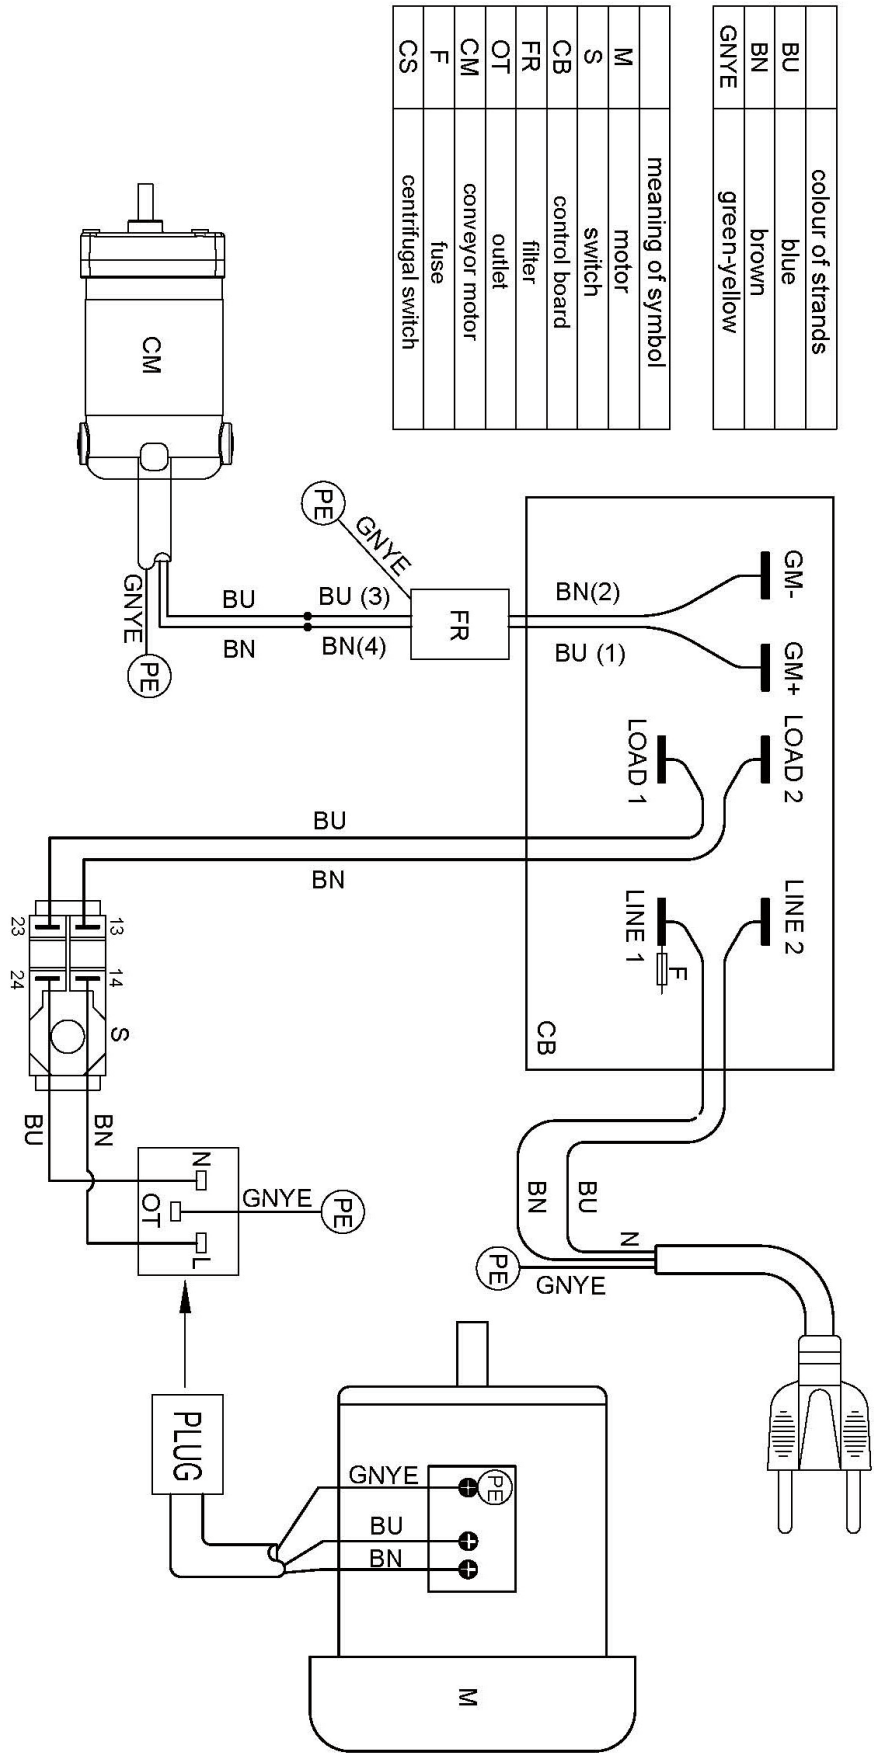 colour of strands
BU blue
BN brown
GNYE green-yellow
meaning of symbol
M motor
S switch
CB control board
FR filter
OT outlet
CM conveyor motor
F fuse
CS centrifugal switch
GM-
GM+
LOAD 2
LINE 2
LOAD 1
LINE 1
F
CB
BN(2)
BU (1)
FR
PE
GNYE
BU (3)
BN(4)
BU
BN
CM
GNYE
PE
BU
BN
13
14
23
24
S
BN
BU
N
OT
L
GNYE
PE
BU
BN
N
GNYE
PE
PLUG
GNYE
BU
BN
PE
M